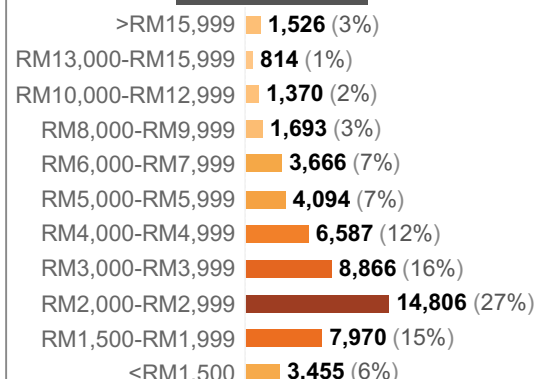 >RM15,999 1,526 (3%)
RM13,000-RM15,999 814 (1%)
RM10,000-RM12,999 1,370 (2%)
RM8,000-RM9,999 1,693 (3%)
RM6,000-RM7,999 3,666 (7%)
RM5,000-RM5,999 4,094 (7%)
RM4,000-RM4,999 6,587 (12%)
RM3,000-RM3,999 8,866 (16%)
RM2,000-RM2,999 14,806 (27%)
RM1,500-RM1,999 7,970 (15%)
<RM1,500 3,455 (6%)